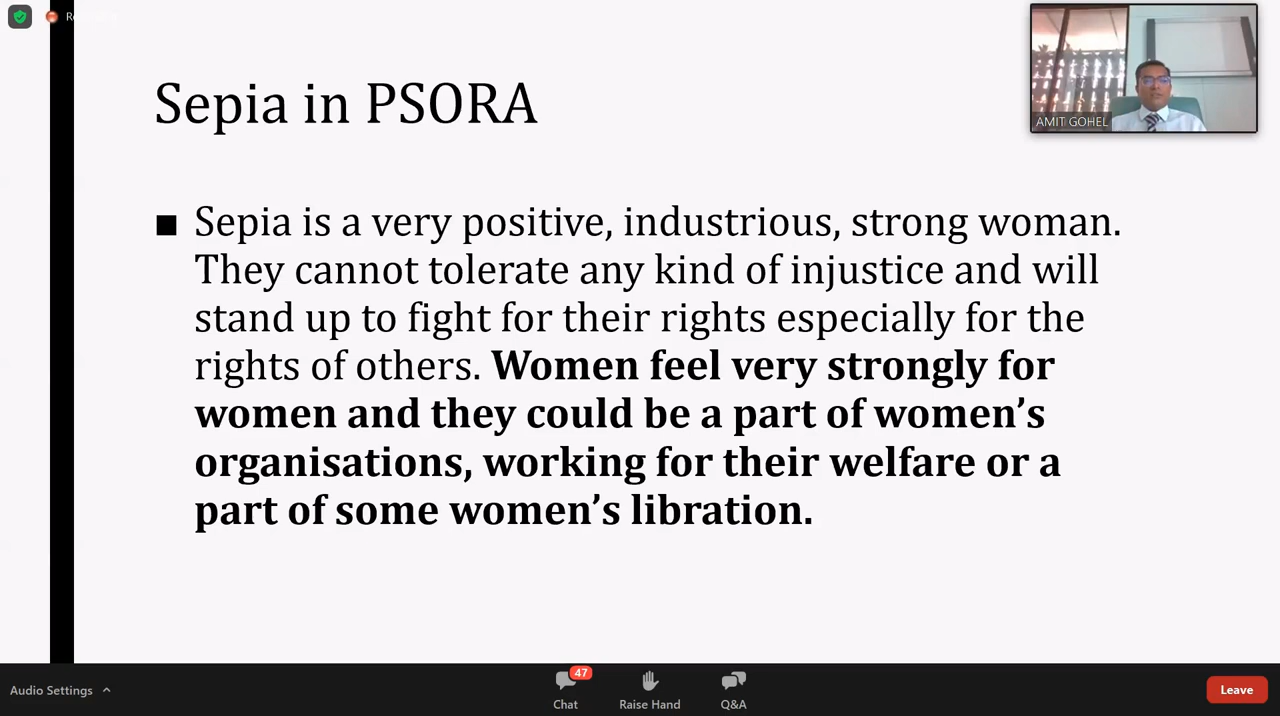 Sepia in PSORA
AMIT GOHEL
■ Sepia is a very positive, industrious, strong woman.
They cannot tolerate any kind of injustice and will
stand up to fight for their rights especially for the
rights of others. Women feel very strongly for
women and they could be a part of women’s
organisations, working for their welfare or a
part of some women’s libration.
Audio Settings
47
Chat
Raise Hand
Q&A
Leave